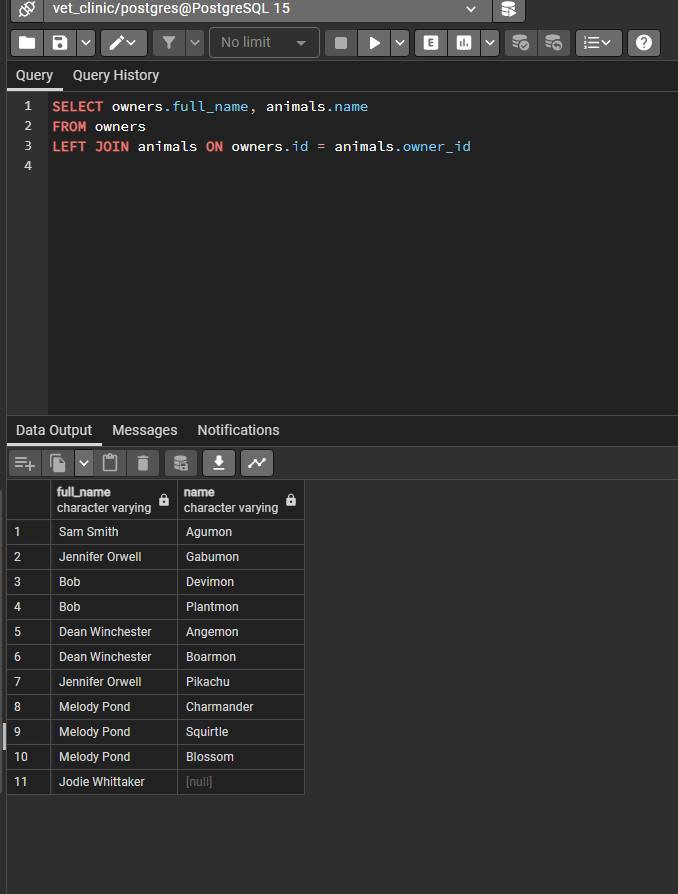 vet_clinic/postgres@PostgreSQL 15
No limit
E
Query Query History
1 SELECT owners.full_name, animals.name
2 FROM owners
3 LEFT JOIN animals ON owners.id = animals.owner_id
4
Data Output Messages Notifications
full_name name
character varying character varying
1 Sam Smith Agumon
2 Jennifer Orwell Gabumon
3 Bob Devimon
4 Bob Plantmon
5 Dean Winchester Angemon
6 Dean Winchester Boarmon
7 Jennifer Orwell Pikachu
8 Melody Pond Charmander
9 Melody Pond Squirtle
10 Melody Pond Blossom
11 Jodie Whittaker [null]